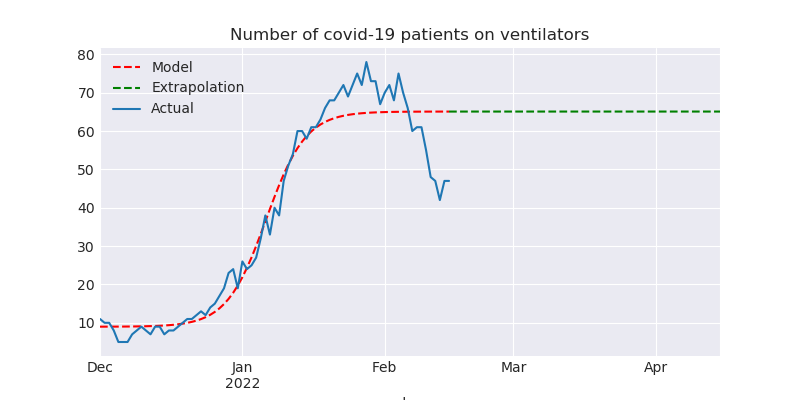 Number of covid-19 patients on ventilators
80
70
60
50
40
30
20
10
Model
Extrapolation
Actual
Dec
Jan
2022
Feb
Mar
Apr